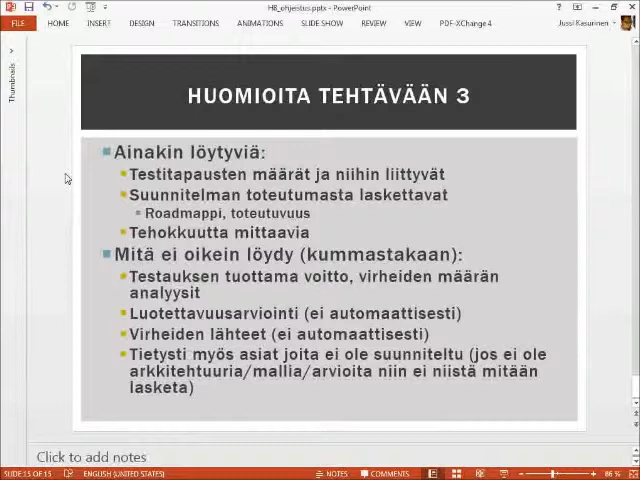 H8_ohjeistus.pptx - PowerPoint
FILE HOME INSERT DESIGN TRANSITIONS ANIMATIONS SLIDE SHOW REVIEW VIEW PDF-XChange 4 Jussi Kasurinen
Thumbnails
HUOMIOITA TEHTÄVÄÄN 3
Ainakin löytyviä:
Testitapausten määrät ja niihin liittyvät
Suunnitelman toteutumasta laskettavat
Roadmappi, toteutuvuus
Tehokkuutta mittaavia
Mitä ei oikein löydy (kummastakaan):
Testauksen tuottama voitto, virheiden määrän
analyysit
Luotettavuusarviointi (ei automaattisesti)
Virheiden lähteet (ei automaattisesti)
Tietysti myös asiat joita ei ole suunniteltu (jos ei ole
arkkitehtuuria/mallia/arvioita niin ei niistä mitään
lasketa)
Click to add notes
SLIDE 15 OF 15 ENGLISH (UNITED STATES) NOTES COMMENTS 86 %